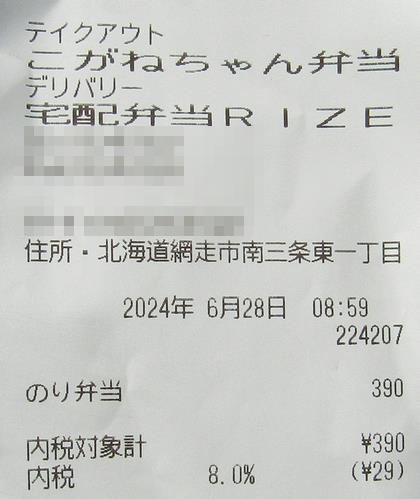 テイクアウト
こがねちゃん弁当
デリバリー
宅配弁当RIZE
住所・北海道網走市南三条東一丁目
2024年 6月28日 08:59
224207
のり弁当 390
内税対象計 ¥390
内税 8.0% (¥29)